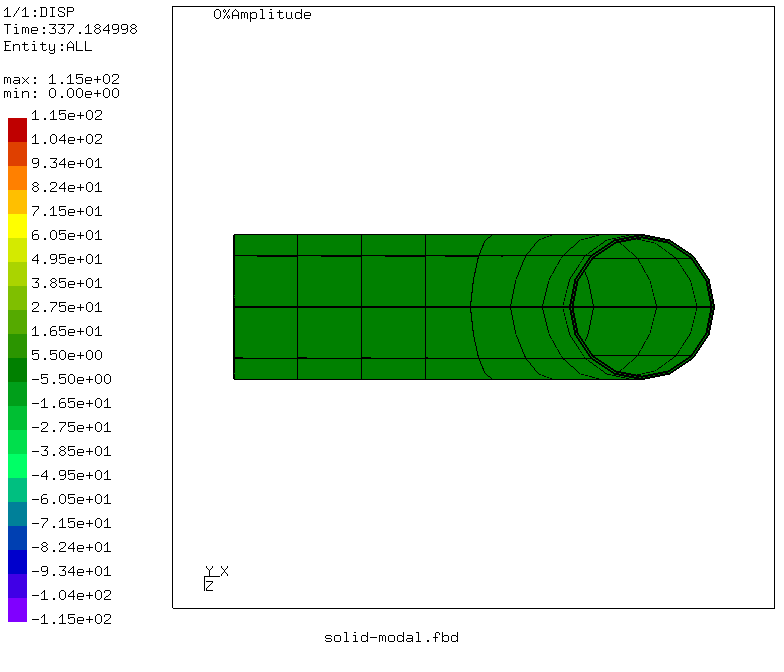 1/1:DISP
Time:337.184998
Entity:ALL
max: 1.15e+02
min: 0.00e+00
1.15e+02
1.04e+02
9.34e+01
8.24e+01
7.15e+01
6.05e+01
4.95e+01
3.85e+01
2.75e+01
1.65e+01
5.50e+00
-5.50e+00
-1.65e+01
-2.75e+01
-3.85e+01
-4.95e+01
-6.05e+01
-7.15e+01
-8.24e+01
-9.34e+01
-1.04e+02
-1.15e+02
0%Amplitude
Y X
Z
solid-modal.fbd